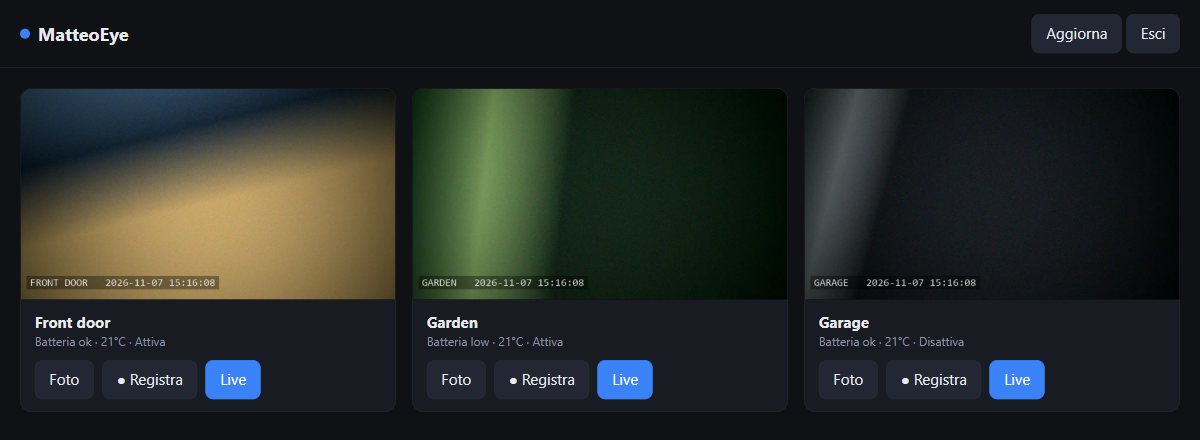 MatteoEye
Aggiorna
Esci
FRONT DOOR 2026-11-07 15:16:08
Front door
Batteria ok · 21°C · Attiva
Foto
● Registra
Live
GARDEN 2026-11-07 15:16:08
Garden
Batteria low · 21°C · Attiva
Foto
● Registra
Live
GARAGE 2026-11-07 15:16:08
Garage
Batteria ok · 21°C · Disattiva
Foto
● Registra
Live